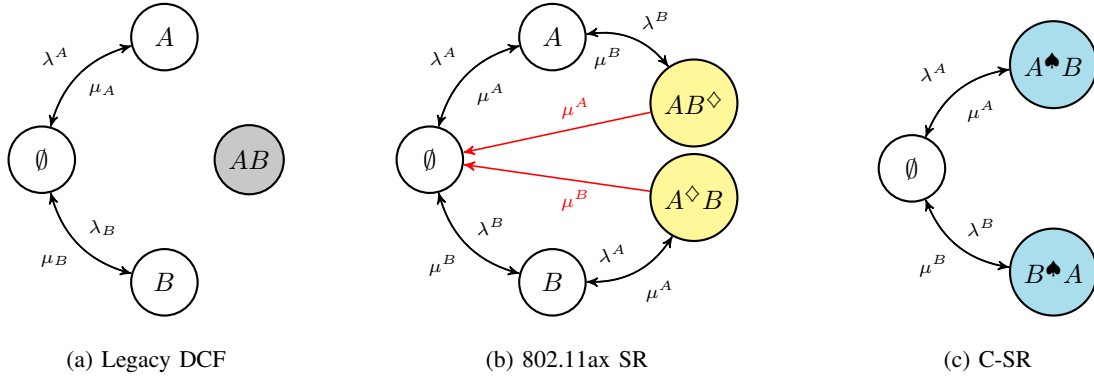 A
λ^A
μ_A
∅
AB
λ_B
μ_B
B
(a) Legacy DCF
A
λ^B
μ^B
λ^A
μ^A
AB^◇
μ^A
∅
A^◇B
μ^B
λ^B
μ^B
λ^A
B
μ^A
(b) 802.11ax SR
A^♠B
λ^A
μ^A
∅
λ^B
μ^B
B^♠A
(c) C-SR